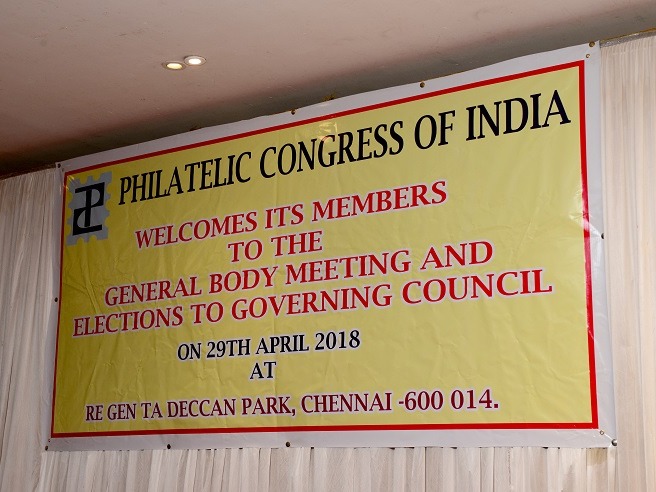 PHILATELIC CONGRESS OF INDIA
WELCOMES ITS MEMBERS
TO THE
GENERAL BODY MEETING AND
ELECTIONS TO GOVERNING COUNCIL
ON 29TH APRIL 2018
AT
RE GEN TA DECCAN PARK, CHENNAI -600 014.